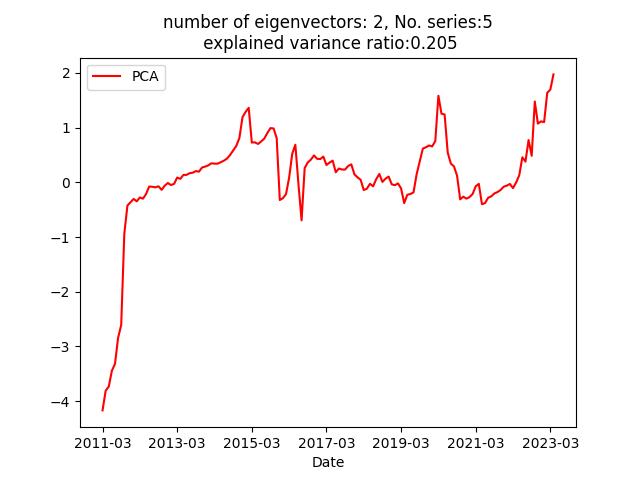 number of eigenvectors: 2, No. series:5
explained variance ratio:0.205
PCA
2
1
0
−1
−2
−3
−4
2011-03 2013-03 2015-03 2017-03 2019-03 2021-03 2023-03
Date